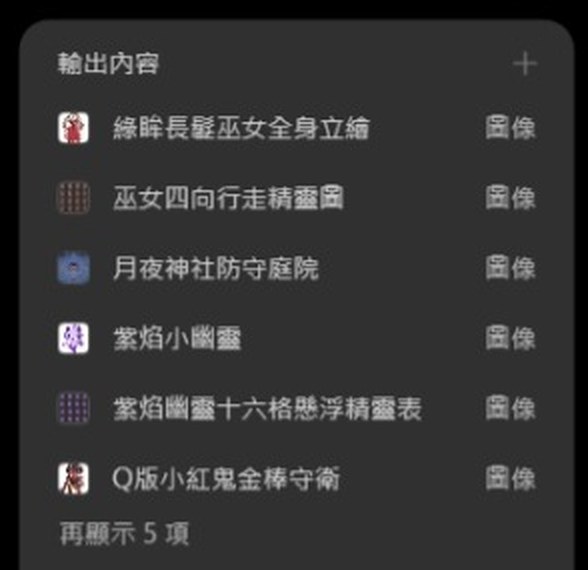 輸出內容
綠眸長髮巫女全身立繪 圖像
巫女四向行走精靈圖 圖像
月夜神社防守庭院 圖像
紫焰小幽靈 圖像
紫焰幽靈十六格懸浮精靈表 圖像
Q版小紅鬼金棒守衛 圖像
再顯示 5 項